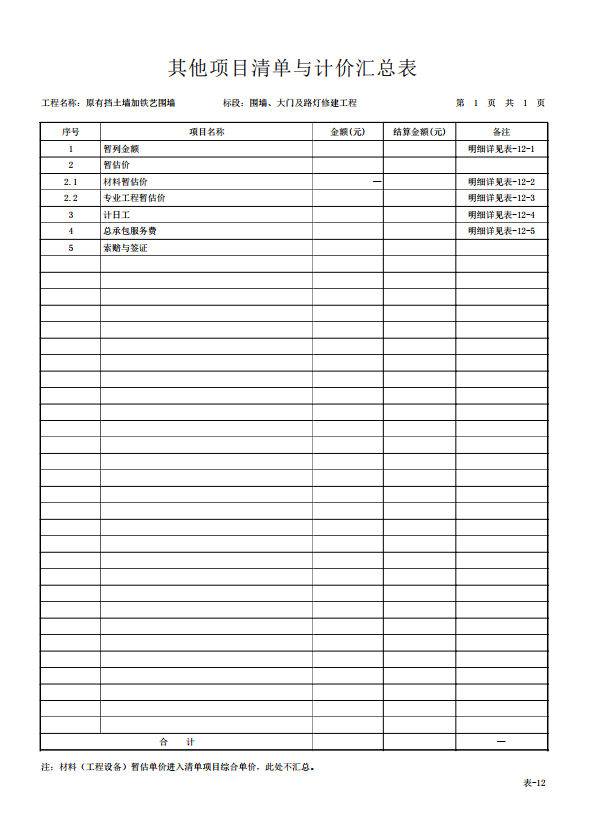 其他项目清单与计价汇总表
工程名称：原有挡土墙加铁艺围墙 标段：围墙、大门及路灯修建工程 第 1 页 共 1 页
序号 项目名称 金额(元) 结算金额(元) 备注
1 暂列金额 明细详见表-12-1
2 暂估价
2.1 材料暂估价 — 明细详见表-12-2
2.2 专业工程暂估价 明细详见表-12-3
3 计日工 明细详见表-12-4
4 总承包服务费 明细详见表-12-5
5 索赔与签证
合 计 —
注：材料（工程设备）暂估单价进入清单项目综合单价，此处不汇总。
表-12